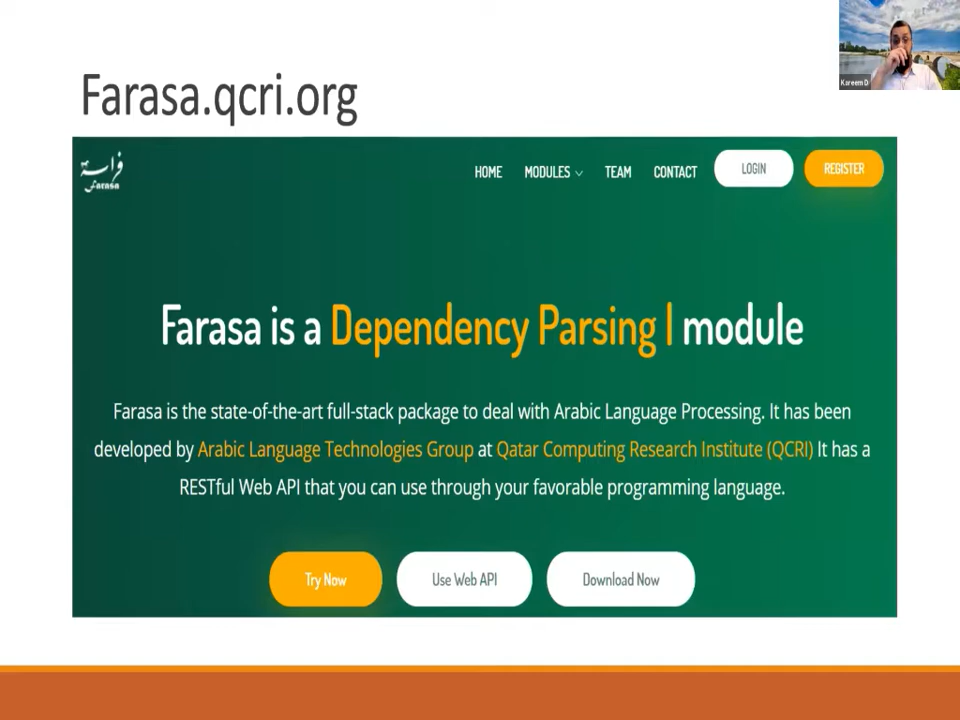 Farasa.qcri.org
Kareem D
فراسة
Farasa
HOME MODULES TEAM CONTACT LOGIN REGISTER
Farasa is a Dependency Parsing | module
Farasa is the state-of-the-art full-stack package to deal with Arabic Language Processing. It has been
developed by Arabic Language Technologies Group at Qatar Computing Research Institute (QCRI) It has a
RESTful Web API that you can use through your favorable programming language.
Try Now Use Web API Download Now